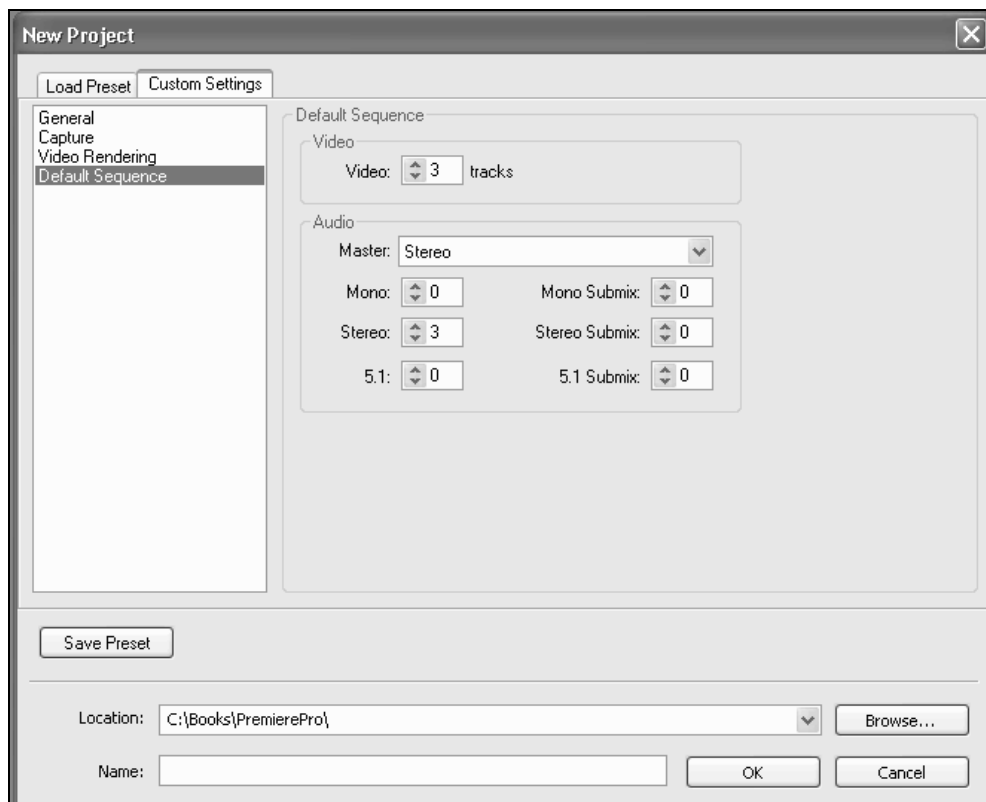 New Project
Load Preset Custom Settings
General
Capture
Video Rendering
Default Sequence
Default Sequence
Video
Video: 3 tracks
Audio
Master: Stereo
Mono: 0 Mono Submix: 0
Stereo: 3 Stereo Submix: 0
5.1: 0 5.1 Submix: 0
Save Preset
Location: C:\Books\PremierePro\ Browse...
Name: OK Cancel